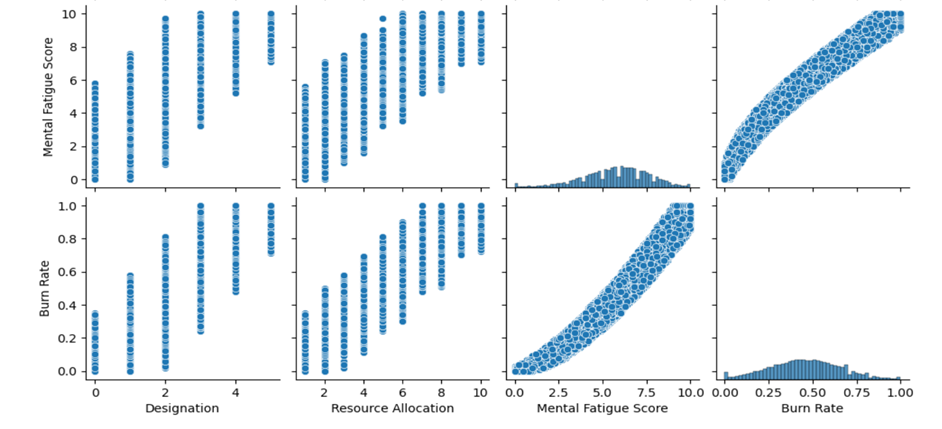 10
8
6
4
2
0
Mental Fatigue Score
1.0
0.8
0.6
0.4
0.2
0.0
Burn Rate
0 2 4
Designation
2 4 6 8 10
Resource Allocation
0.0 2.5 5.0 7.5 10.0
Mental Fatigue Score
0.00 0.25 0.50 0.75 1.00
Burn Rate